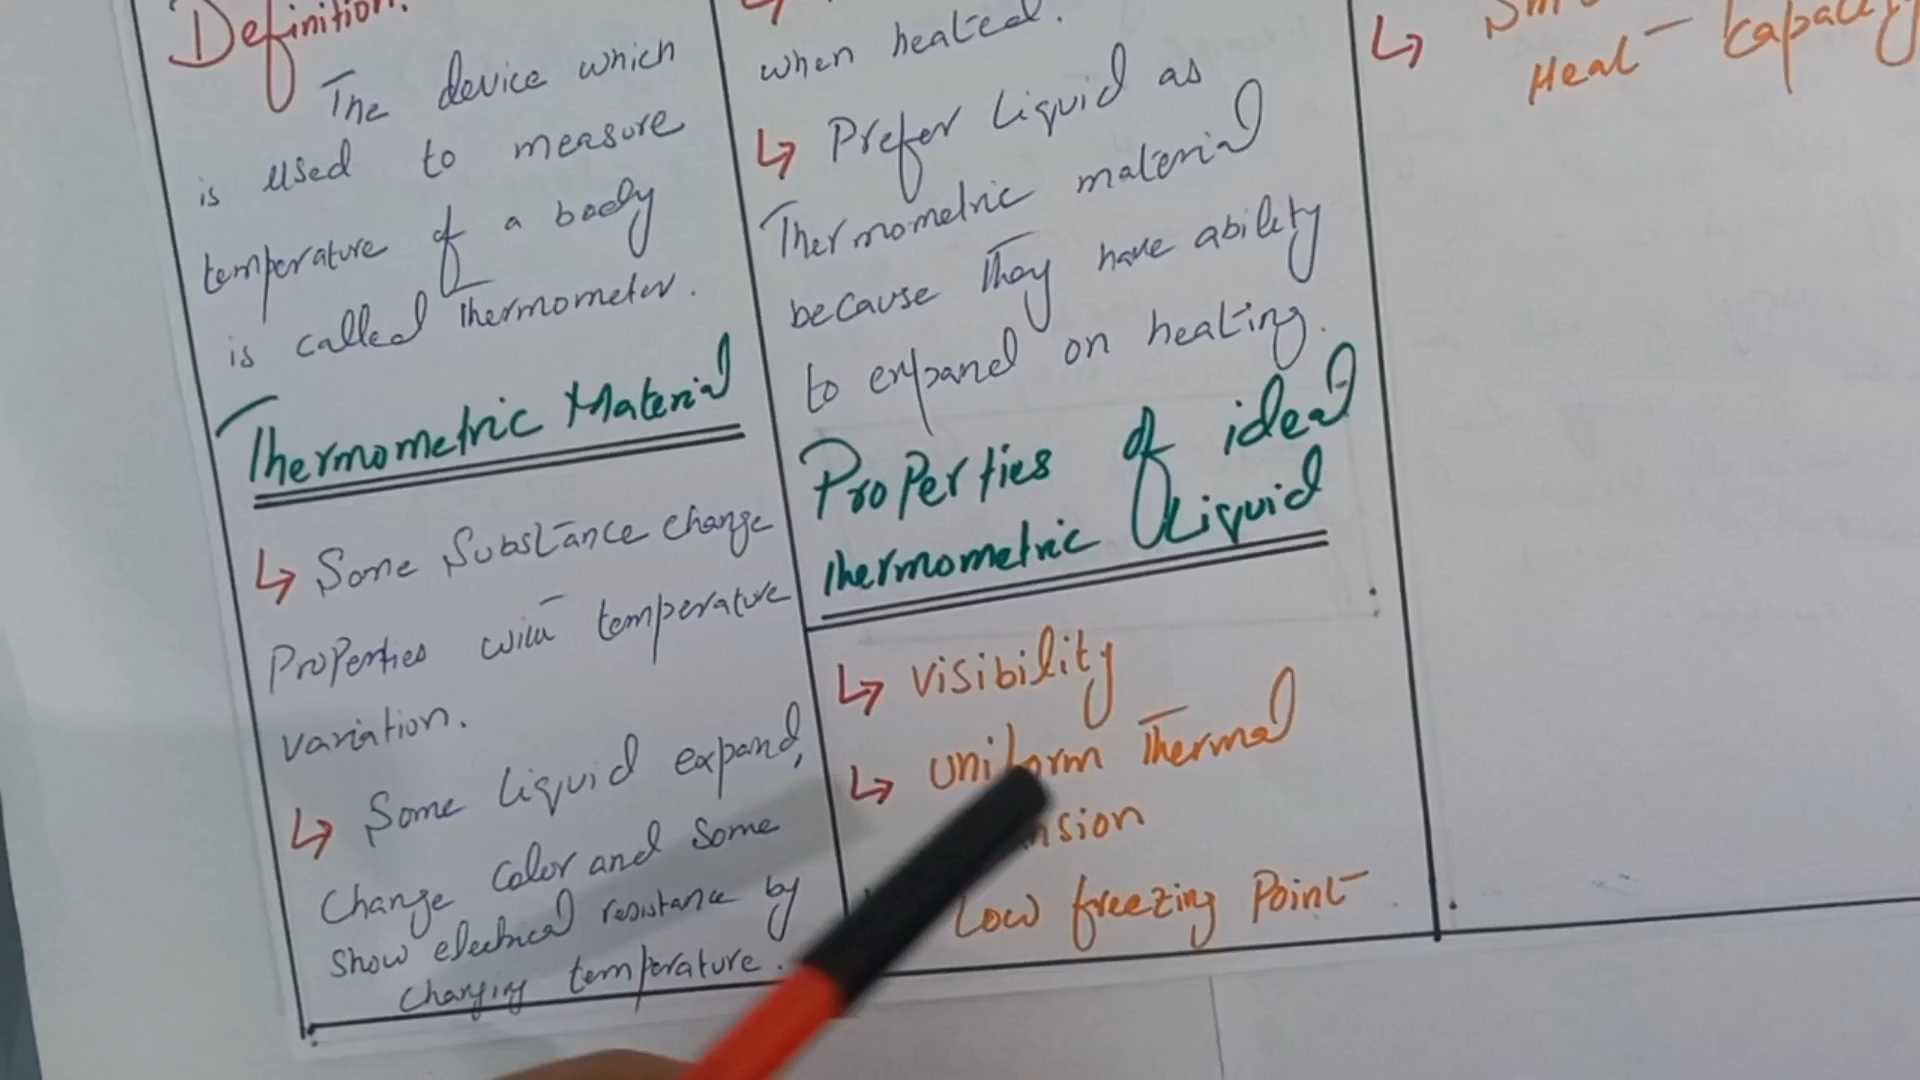 Definition.
The device which
is used to measure
temperature of a body
is called thermometer.
Thermometric Material
↳ Some Substance change
Properties with temperature
variation.
↳ Some liquid expand,
Change Color and some
show electrical resistance by
changing temperature.
when heated.
↳ Prefer liquid as
Thermometric material
because They have ability
to expand on heating.
Properties of ideal
thermometric Liquid
↳ visibility
↳ uniform Thermal
nsion
Low freezing Point
↳
Heat Capacity